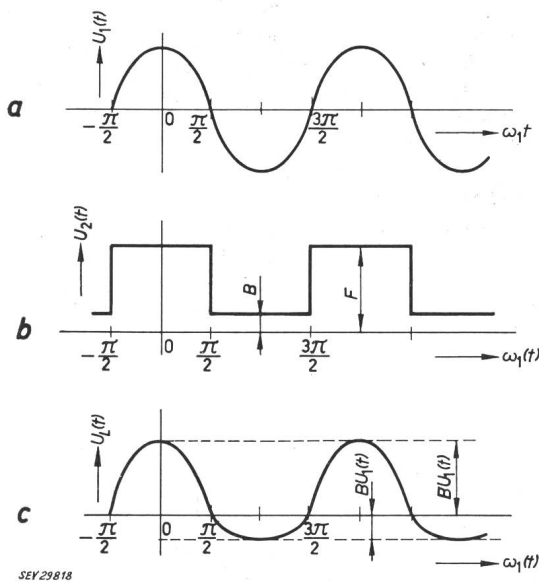 U₁(t)
a
-π/2 0 π/2 3π/2 ω₁t
U₂(t)
B
F
b
-π/2 0 π/2 3π/2 ω₁(t)
U_L(t)
BU₁(t)
BU₁(t)
c
-π/2 0 π/2 3π/2 ω₁(t)
SEV 29818